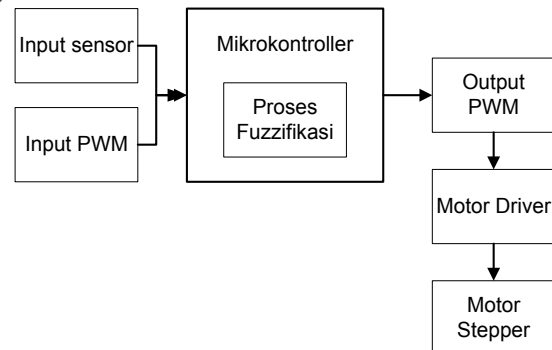 Input sensor
Input PWM
Mikrokontroller
Proses
Fuzzifikasi
Output
PWM
Motor Driver
Motor
Stepper